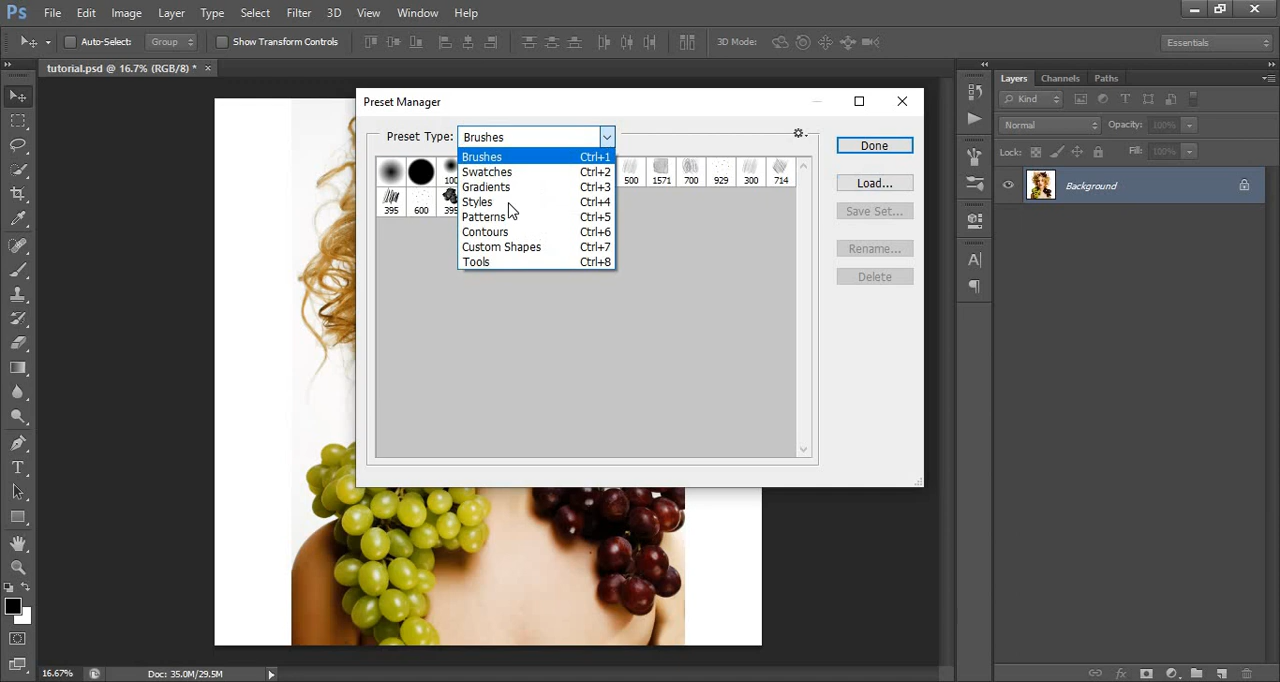 Ps File Edit Image Layer Type Select Filter 3D View Window Help
Auto-Select: Group Show Transform Controls 3D Mode: Essentials
tutorial.psd @ 16.7% (RGB/8) * ×
Preset Manager
Preset Type: Brushes
Brushes Ctrl+1
Swatches Ctrl+2
Gradients Ctrl+3
Styles Ctrl+4
Patterns Ctrl+5
Contours Ctrl+6
Custom Shapes Ctrl+7
Tools Ctrl+8
500 1571 700 929 300 714
395 600
Done
Load...
Save Set...
Rename...
Delete
Layers Channels Paths
Kind
Normal Opacity: 100%
Lock: Fill: 100%
Background
16.67% Doc: 35.0M/29.5M